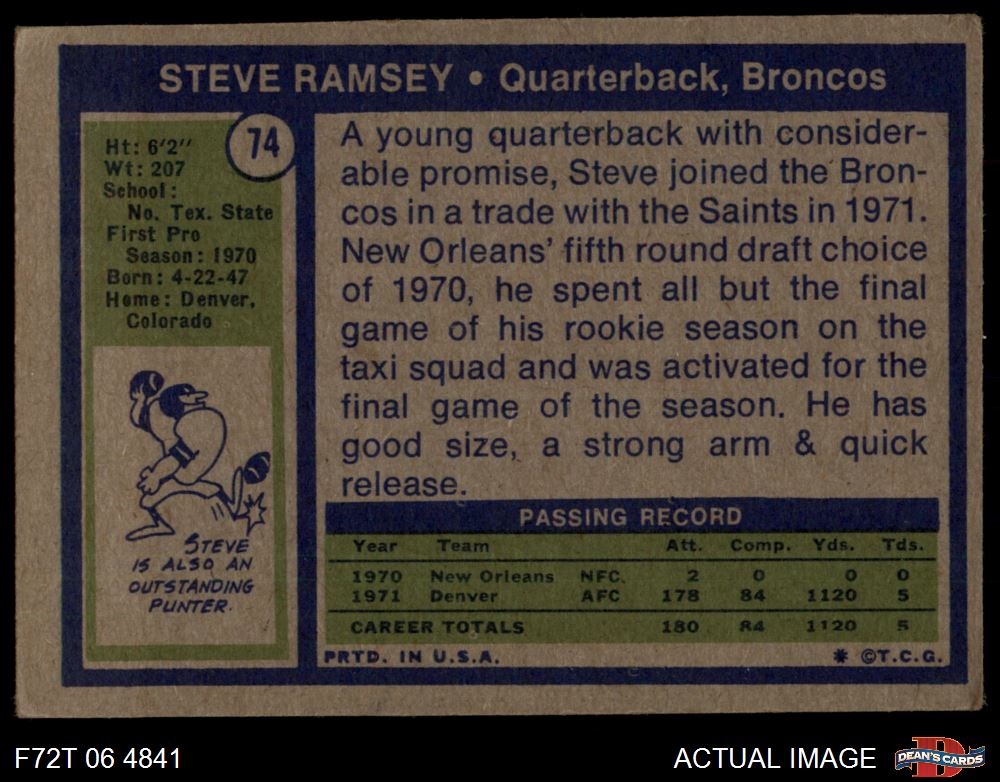 STEVE RAMSEY • Quarterback, Broncos
74
Ht: 6'2''
Wt: 207
School:
No. Tex. State
First Pro
Season: 1970
Born: 4-22-47
Home: Denver,
Colorado
STEVE
IS ALSO AN
OUTSTANDING
PUNTER.
A young quarterback with consider-
able promise, Steve joined the Bron-
cos in a trade with the Saints in 1971.
New Orleans' fifth round draft choice
of 1970, he spent all but the final
game of his rookie season on the
taxi squad and was activated for the
final game of the season. He has
good size, a strong arm & quick
release.
PASSING RECORD
Year Team Att. Comp. Yds. Tds.
1970 New Orleans NFC. 2 0 0 0
1971 Denver AFC 178 84 1120 5
CAREER TOTALS 180 84 1120 5
PRTD. IN U.S.A. * ©T.C.G.
F72T 06 4841 ACTUAL IMAGE
D
DEAN'S CARDS